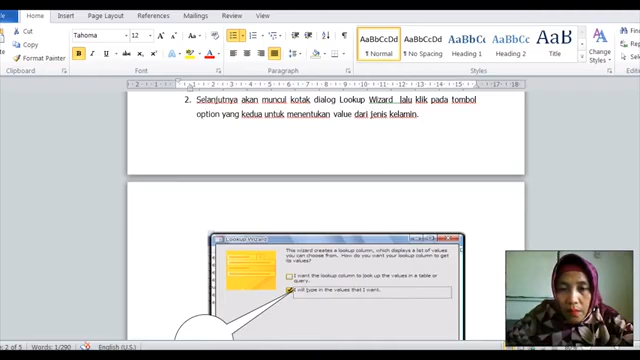 Home Insert Page Layout References Mailings Review View
Cut
Copy
Format Painter
Clipboard
Tahoma 12
Font
Paragraph
AaBbCcDd AaBbCcDd AaBbCc AaBbCc AaB
¶ Normal ¶ No Spacing Heading 1 Heading 2 Title
Change
Styles
Styles
2. Selanjutnya akan muncul kotak dialog Lookup Wizard lalu klik pada tombol
option yang kedua untuk menentukan value dari jenis kelamin.
Lookup Wizard
This wizard creates a lookup column, which displays a list of values
you can choose from. How do you want your lookup column to get
its values?
I want the lookup column to look up the values in a table or
query.
I will type in the values that I want.
2 of 5 Words: 1/290 English (U.S.)